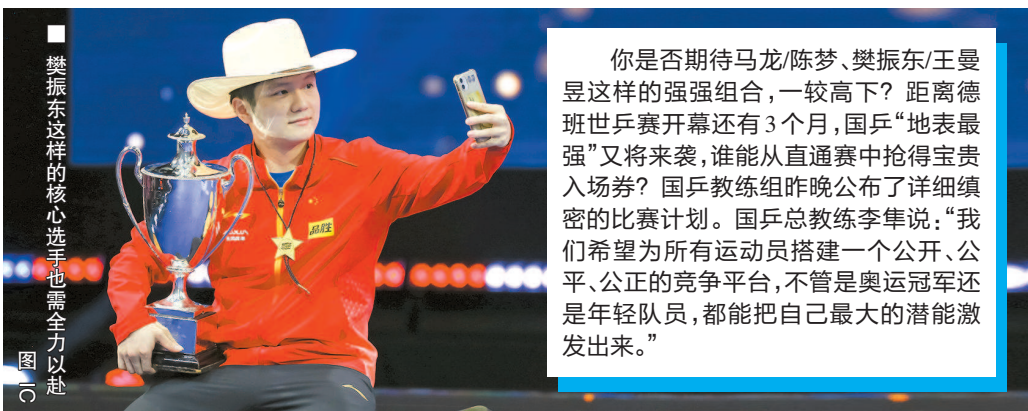 ■ 樊振东这样的核心选手也需全力以赴
图 IC
你是否期待马龙/陈梦、樊振东/王曼
昱这样的强强组合,一较高下? 距离德
班世乒赛开幕还有3个月,国乒“地表最
强”又将来袭,谁能从直通赛中抢得宝贵
入场券? 国乒教练组昨晚公布了详细缜
密的比赛计划。国乒总教练李隼说:“我
们希望为所有运动员搭建一个公开、公
平、公正的竞争平台,不管是奥运冠军还
是年轻队员,都能把自己最大的潜能激
发出来。”
品胜